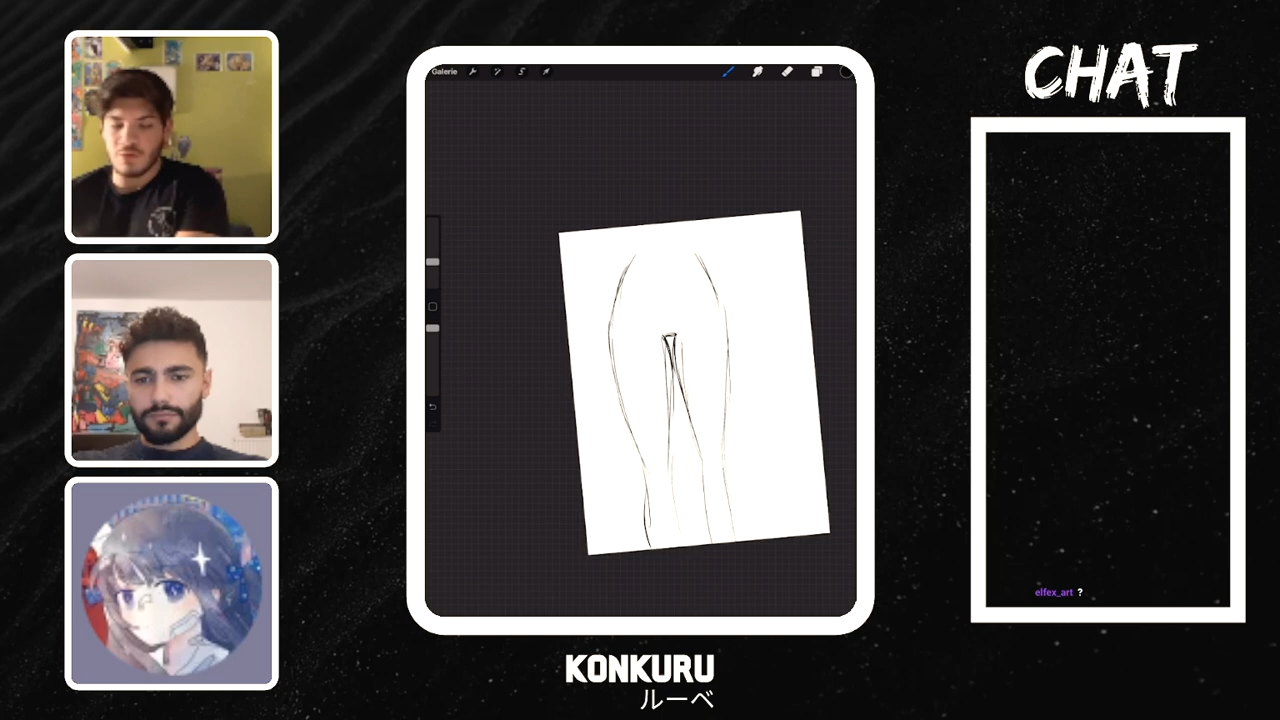 CHAT
Galerie
elfex_art ?
KONKURU
ルーベ